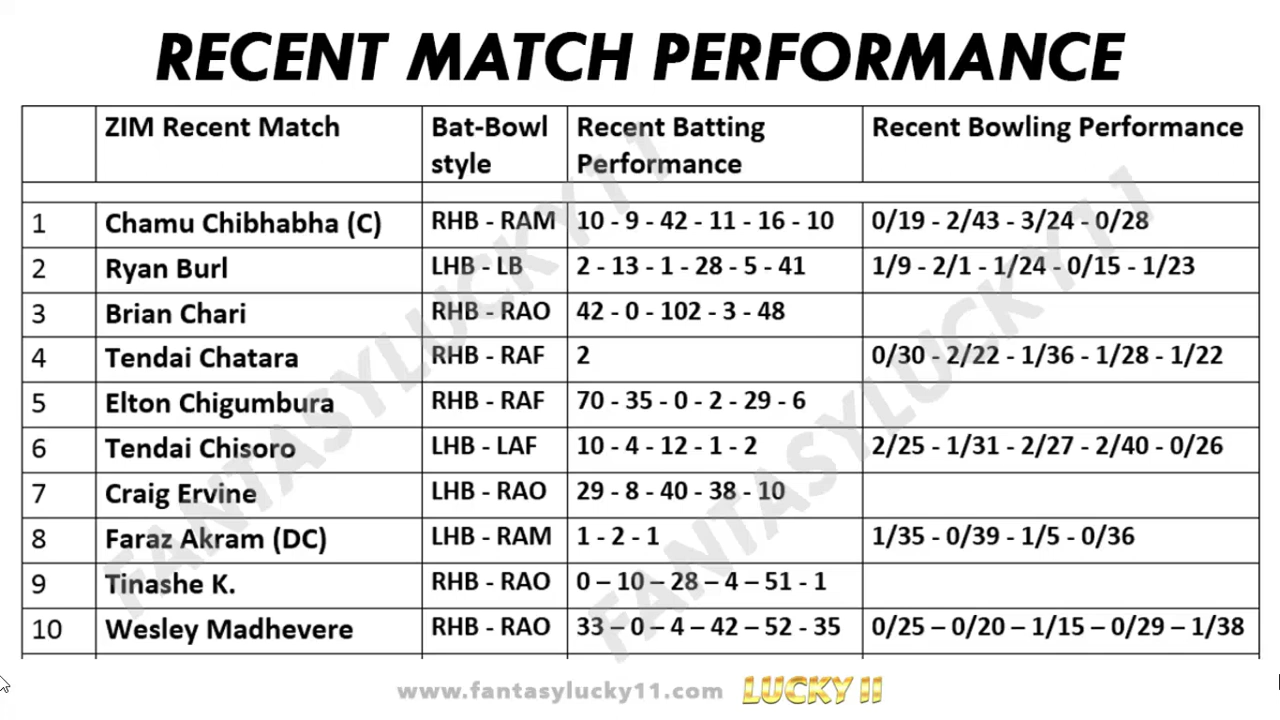 RECENT MATCH PERFORMANCE
ZIM Recent Match Bat-Bowl style Recent Batting Performance Recent Bowling Performance
1 Chamu Chibhabha (C) RHB - RAM 10 - 9 - 42 - 11 - 16 - 10 0/19 - 2/43 - 3/24 - 0/28
2 Ryan Burl LHB - LB 2 - 13 - 1 - 28 - 5 - 41 1/9 - 2/1 - 1/24 - 0/15 - 1/23
3 Brian Chari RHB - RAO 42 - 0 - 102 - 3 - 48
4 Tendai Chatara RHB - RAF 2 0/30 - 2/22 - 1/36 - 1/28 - 1/22
5 Elton Chigumbura RHB - RAF 70 - 35 - 0 - 2 - 29 - 6
6 Tendai Chisoro LHB - LAF 10 - 4 - 12 - 1 - 2 2/25 - 1/31 - 2/27 - 2/40 - 0/26
7 Craig Ervine LHB - RAO 29 - 8 - 40 - 38 - 10
8 Faraz Akram (DC) LHB - RAM 1 - 2 - 1 1/35 - 0/39 - 1/5 - 0/36
9 Tinashe K. RHB - RAO 0 – 10 – 28 – 4 – 51 - 1
10 Wesley Madhevere RHB - RAO 33 – 0 – 4 – 42 – 52 - 35 0/25 – 0/20 – 1/15 – 0/29 – 1/38
FANTASYLUCKY11
FANTASYLUCKY11
www.fantasylucky11.com LUCKY 11